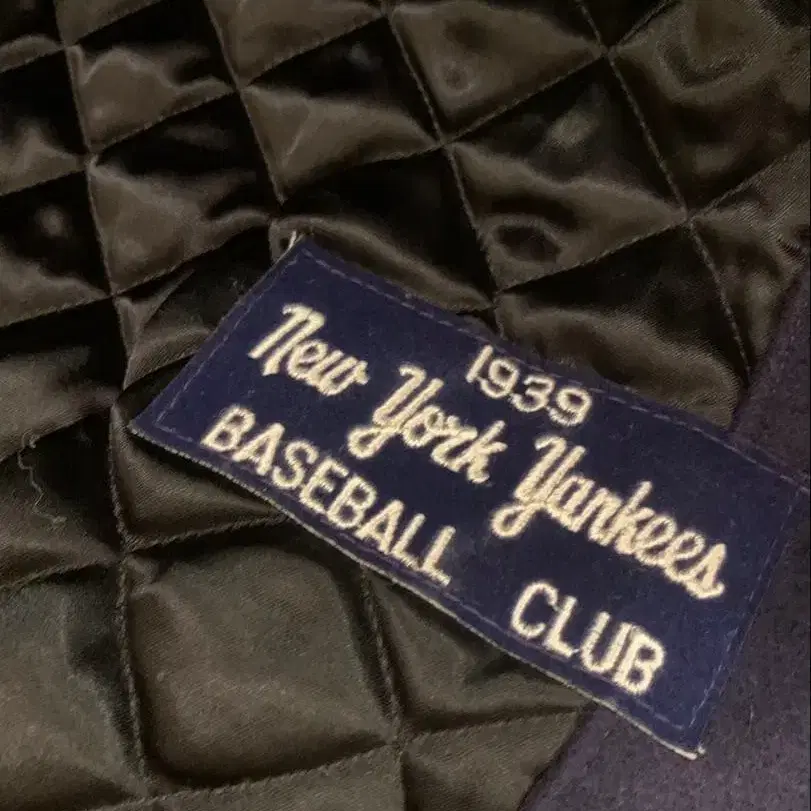 1939
New York Yankees
BASEBALL CLUB